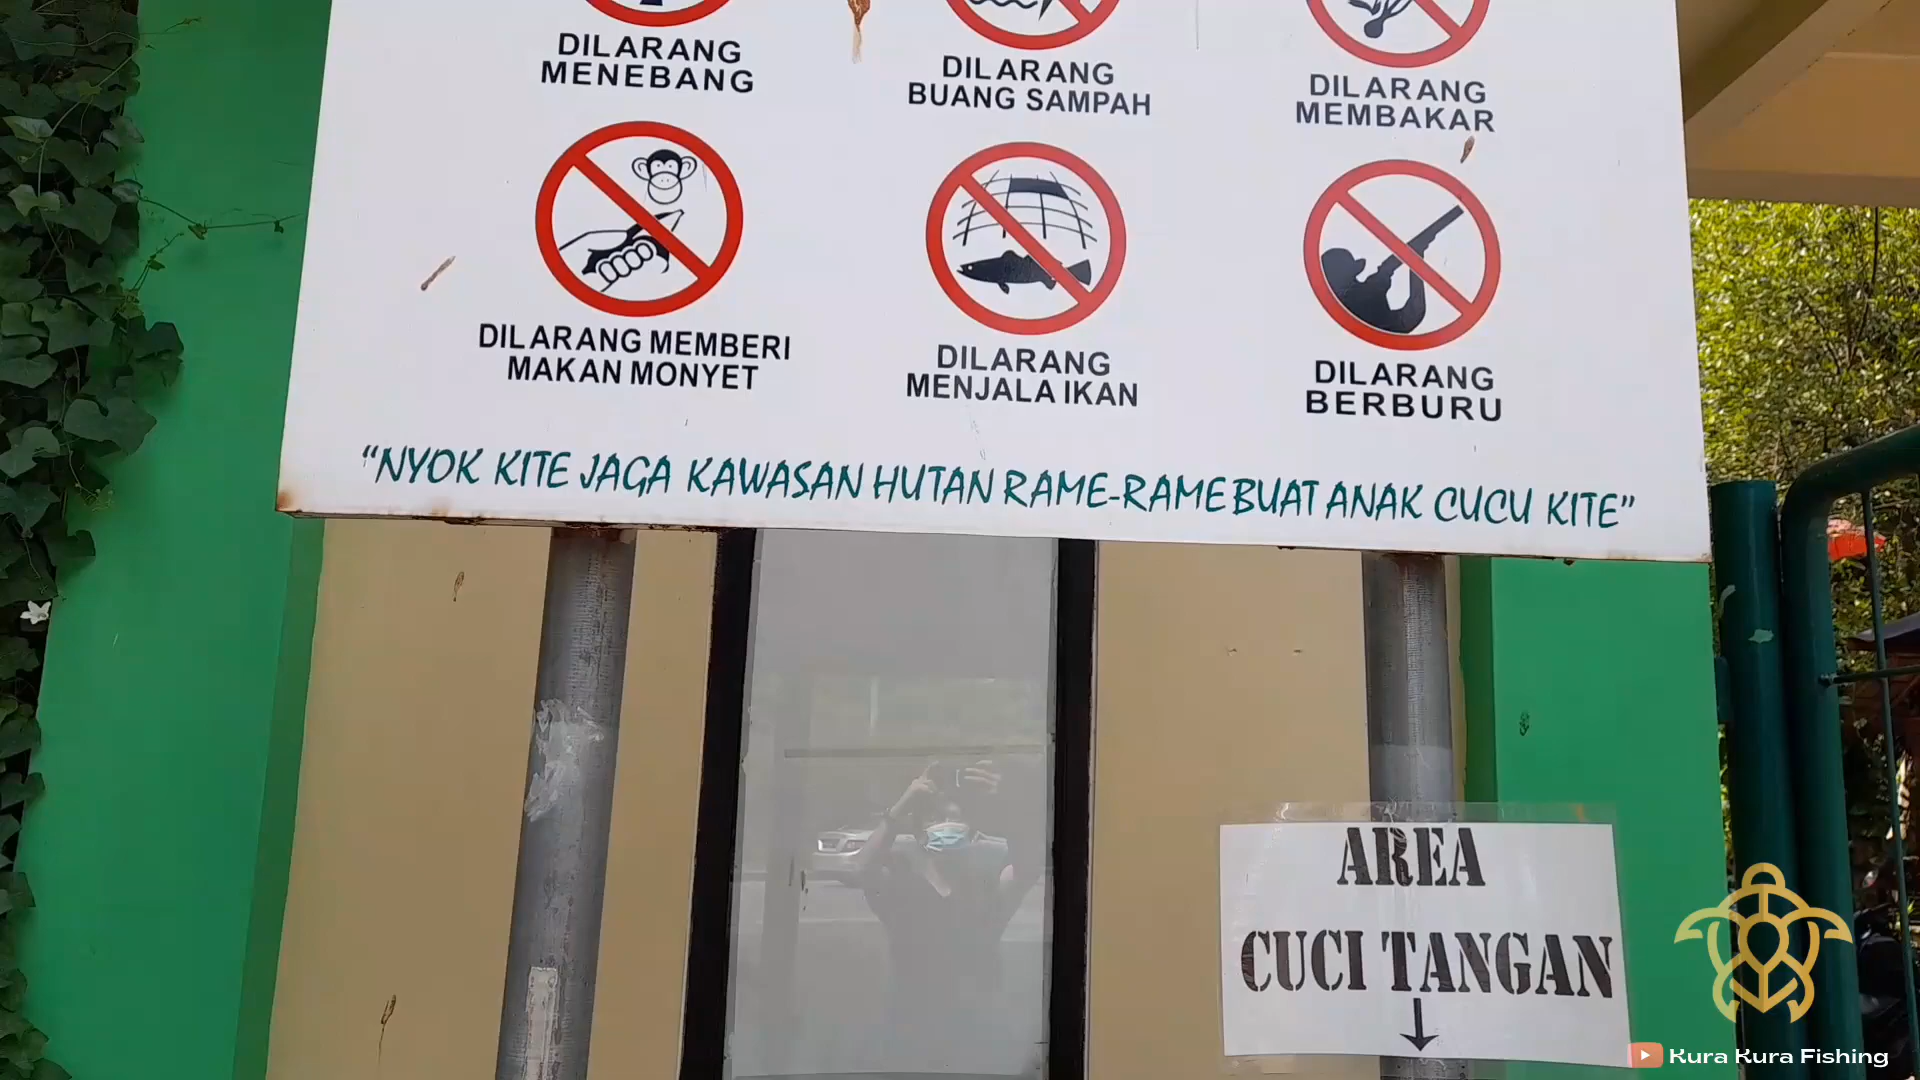 DILARANG
MENEBANG
DILARANG
BUANG SAMPAH
DILARANG
MEMBAKAR
DILARANG MEMBERI
MAKAN MONYET
DILARANG
MENJALA IKAN
DILARANG
BERBURU
"NYOK KITE JAGA KAWASAN HUTAN RAME-RAME BUAT ANAK CUCU KITE"
AREA
CUCI TANGAN
Kura Kura Fishing